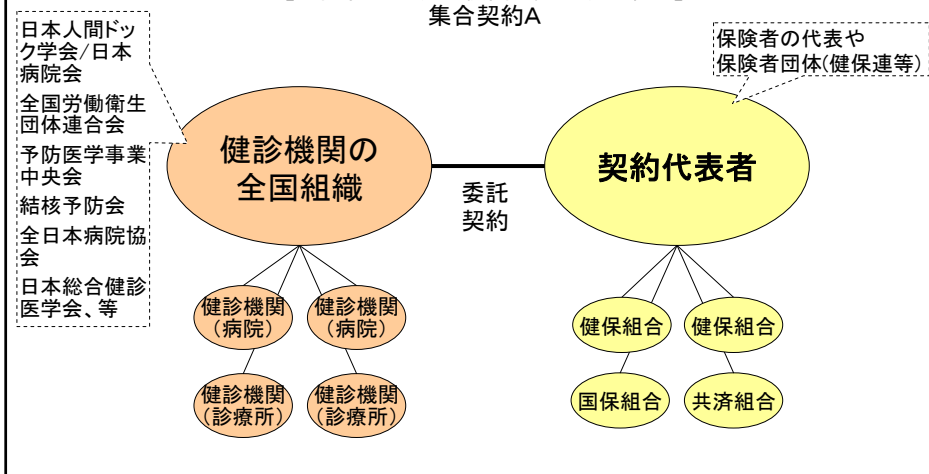 集合契約A
日本人間ドッ
ク学会/日本
病院会
全国労働衛生
団体連合会
予防医学事業
中央会
結核予防会
全日本病院協
会
日本総合健診
医学会、等
保険者の代表や
保険者団体(健保連等)
健診機関の
全国組織
委託
契約
契約代表者
健診機関
(病院)
健診機関
(病院)
健診機関
(診療所)
健診機関
(診療所)
健保組合
健保組合
国保組合
共済組合